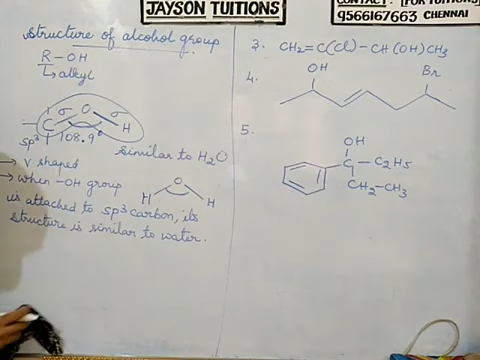 JAYSON TUITIONS
CONTACT: [FOR TUITIONS]
9566167663 CHENNAI
Structure of alcohol group
R-OH
↳ alkyl
σ O σ
C H
sp³ 108.9°
similar to H₂O
→ V shaped
→ when -OH group
is attached to sp³ carbon, its
structure is similar to water.
O
H H
3. CH₂=C(Cl)-CH(OH)CH₃
4.
OH Br
5.
OH
C-C₂H₅
CH₂-CH₃